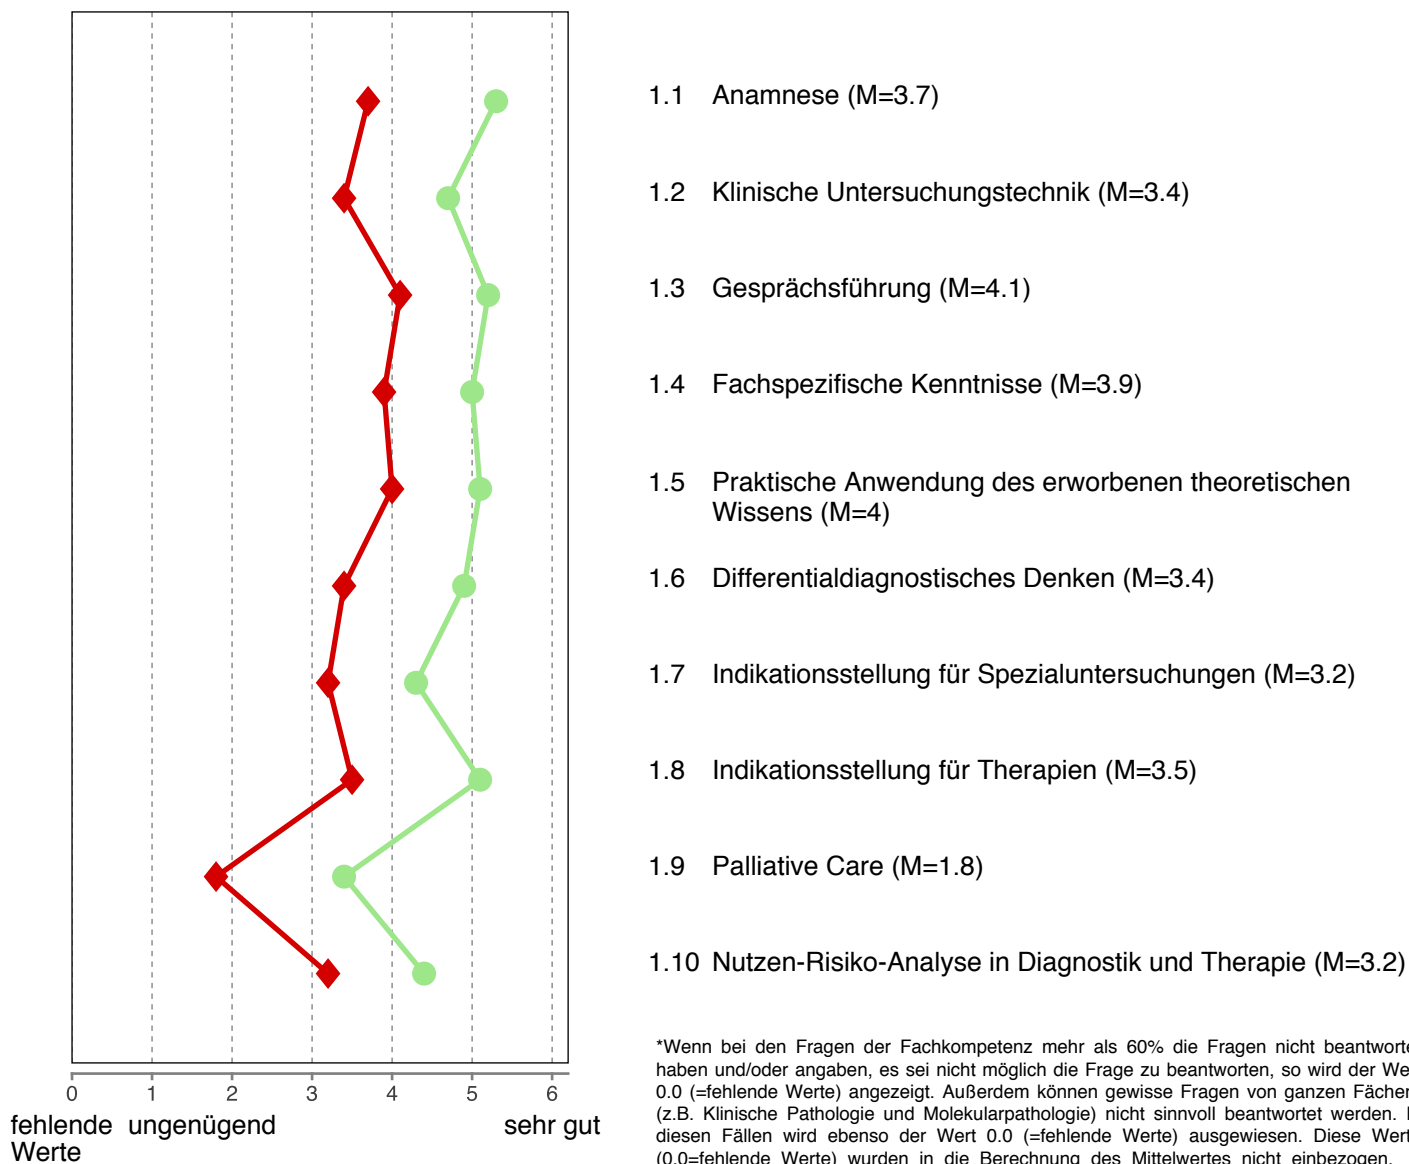 1.1 Anamnese (M=3.7)
1.2 Klinische Untersuchungstechnik (M=3.4)
1.3 Gesprächsführung (M=4.1)
1.4 Fachspezifische Kenntnisse (M=3.9)
1.5 Praktische Anwendung des erworbenen theoretischen
Wissens (M=4)
1.6 Differentialdiagnostisches Denken (M=3.4)
1.7 Indikationsstellung für Spezialuntersuchungen (M=3.2)
1.8 Indikationsstellung für Therapien (M=3.5)
1.9 Palliative Care (M=1.8)
1.10 Nutzen-Risiko-Analyse in Diagnostik und Therapie (M=3.2)
0 1 2 3 4 5 6
fehlende ungenügend sehr gut
Werte
*Wenn bei den Fragen der Fachkompetenz mehr als 60% die Fragen nicht
haben und/oder angaben, es sei nicht möglich die Frage zu beantworten, so wird der
0.0 (=fehlende Werte) angezeigt. Außerdem können gewisse Fragen von ganzen
(z.B. Klinische Pathologie und Molekularpathologie) nicht sinnvoll beantwortet werden.
diesen Fällen wird ebenso der Wert 0.0 (=fehlende Werte) ausgewiesen. Diese
(0.0=fehlende Werte) wurden in die Berechnung des Mittelwertes nicht einbezogen.